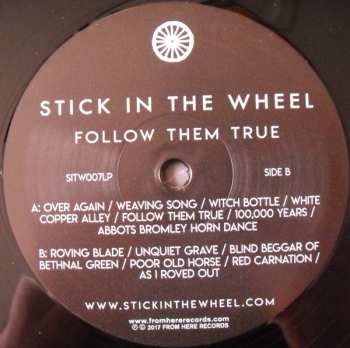 STICK IN THE WHEEL
FOLLOW THEM TRUE
SITW007LP SIDE B
A: OVER AGAIN / WEAVING SONG / WITCH BOTTLE / WHITE
COPPER ALLEY / FOLLOW THEM TRUE / 100,000 YEARS /
ABBOTS BROMLEY HORN DANCE
B: ROVING BLADE / UNQUIET GRAVE / BLIND BEGGAR OF
BETHNAL GREEN / POOR OLD HORSE / RED CARNATION /
AS I ROVED OUT
WWW.STICKINTHEWHEEL.COM
fromhererecords.com
℗ © 2017 FROM HERE RECORDS